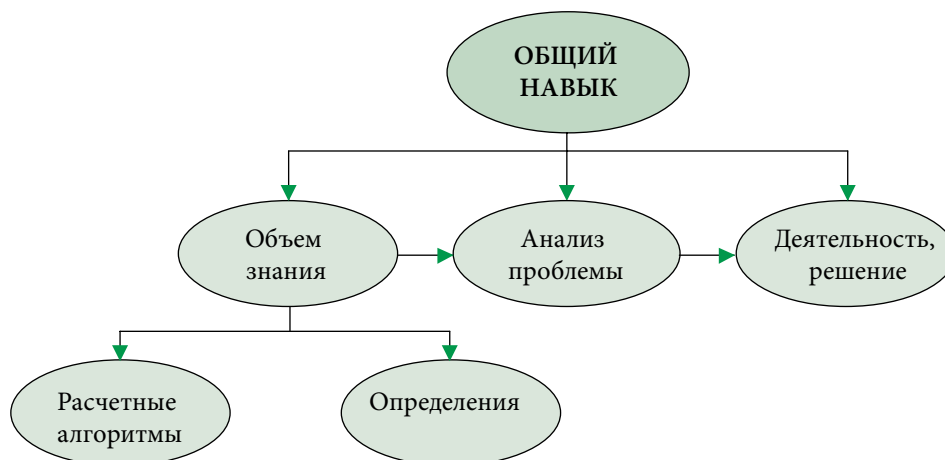 ОБЩИЙ
НАВЫК
Объем
знания
Анализ
проблемы
Деятельность,
решение
Расчетные
алгоритмы
Определения